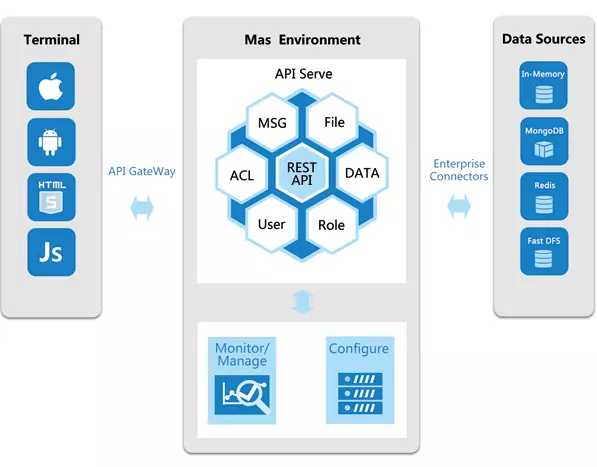 Terminal
HTML
5
Js
API GateWay
Mas Environment
API Serve
MSG
File
ACL
REST
API
DATA
User
Role
Monitor/
Manage
Configure
Enterprise
Connectors
Data Sources
In-Memory
MongoDB
Redis
Fast DFS